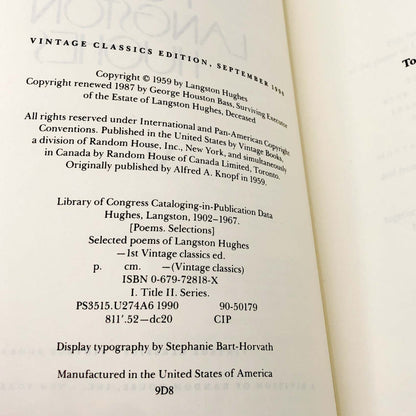 VINTAGE CLASSICS EDITION, SEPTEMBER 1990
Copyright © 1959 by Langston Hughes
Copyright renewed 1987 by George Houston Bass, Surviving Executor
of the Estate of Langston Hughes, Deceased
All rights reserved under International and Pan-American Copyright
Conventions. Published in the United States by Vintage Books,
a division of Random House, Inc., New York, and simultaneously
in Canada by Random House of Canada Limited, Toronto.
Originally published by Alfred A. Knopf in 1959.
Library of Congress Cataloging-in-Publication Data
Hughes, Langston, 1902–1967.
[Poems. Selections]
Selected poems of Langston Hughes
—1st Vintage classics ed.
p. cm. —(Vintage classics)
ISBN 0-679-72818-X
I. Title II. Series.
PS3515.U274A6 1990 90-50179
811'.52—dc20 CIP
Display typography by Stephanie Bart-Horvath
Manufactured in the United States of America
9D8
To